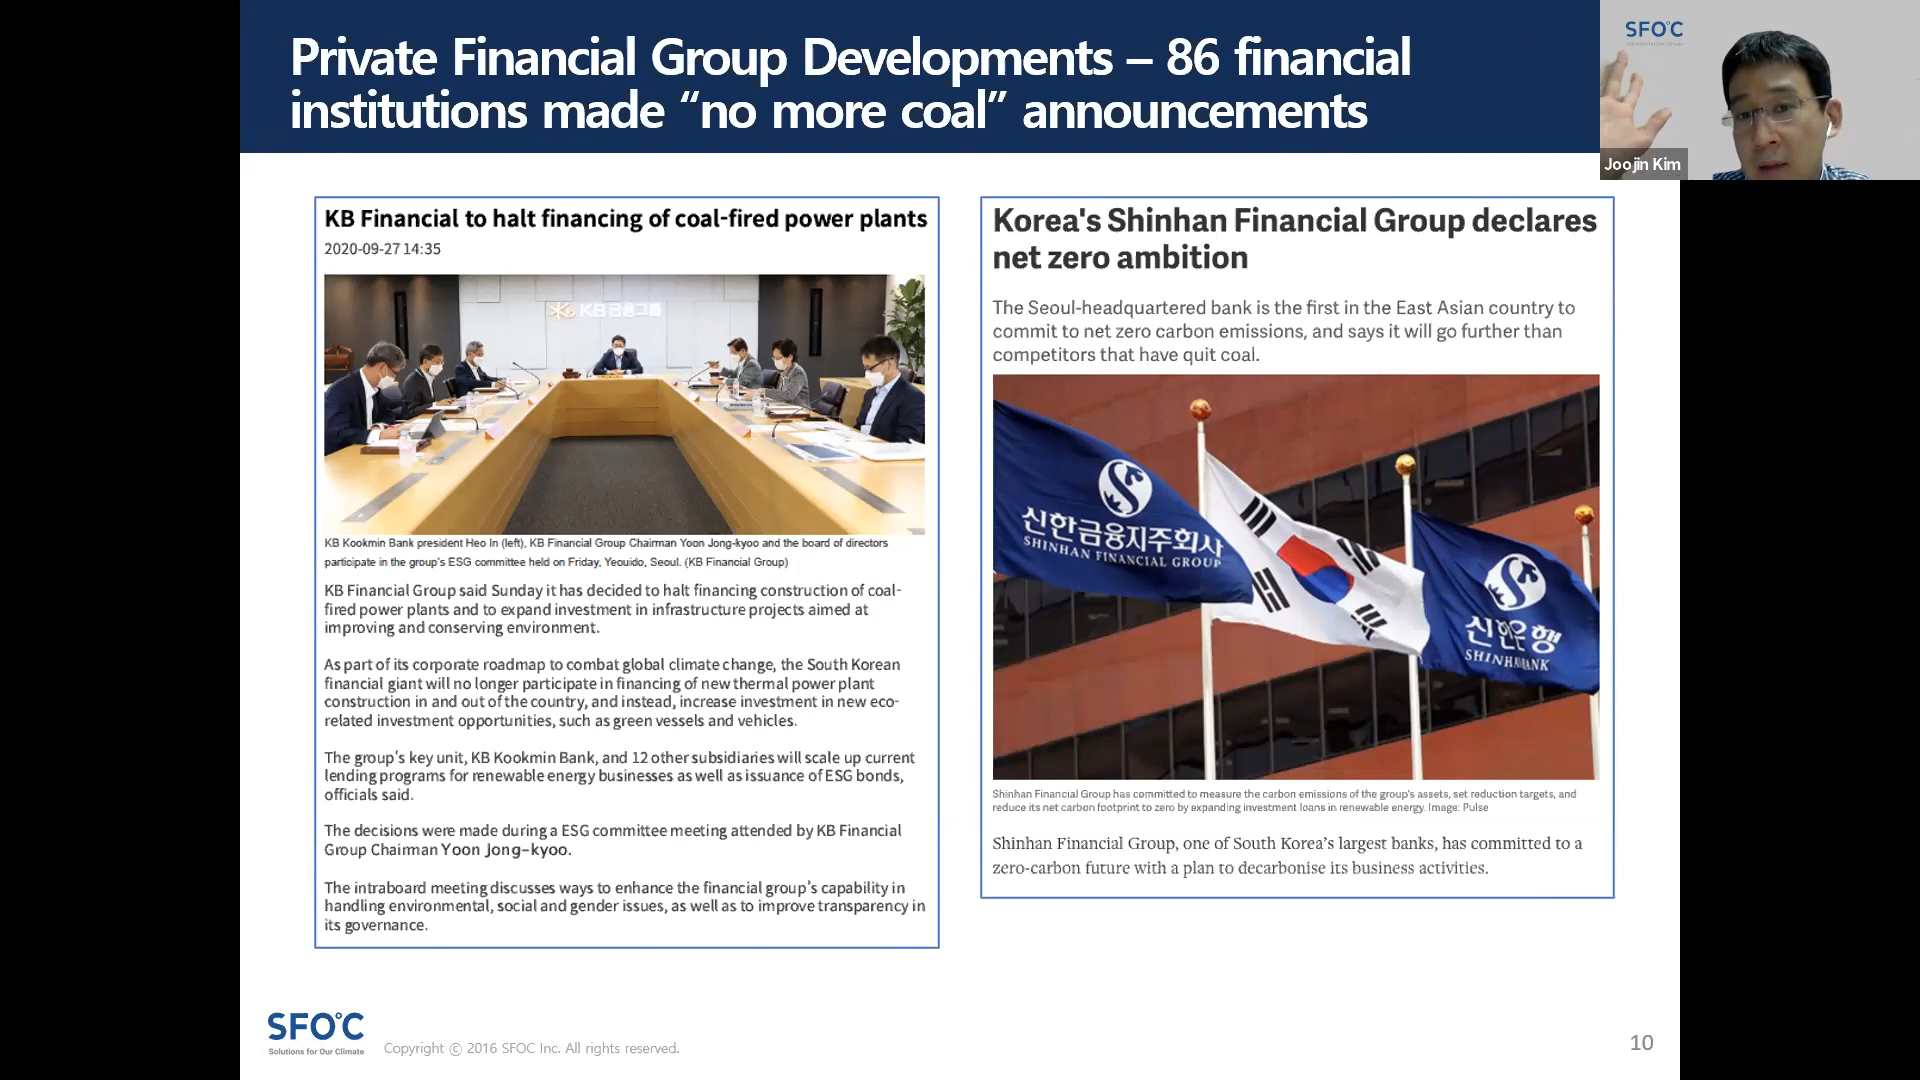 Private Financial Group Developments – 86 financial
institutions made “no more coal” announcements
SFO°C
Joojin Kim
KB Financial to halt financing of coal-fired power plants
2020-09-27 14:35
KB 금융그룹
KB Kookmin Bank president Heo In (left), KB Financial Group Chairman Yoon Jong-kyoo and the board of directors
participate in the group's ESG committee held on Friday, Yeouido, Seoul. (KB Financial Group)
KB Financial Group said Sunday it has decided to halt financing construction of coal-
fired power plants and to expand investment in infrastructure projects aimed at
improving and conserving environment.
As part of its corporate roadmap to combat global climate change, the South Korean
financial giant will no longer participate in financing of new thermal power plant
construction in and out of the country, and instead, increase investment in new eco-
related investment opportunities, such as green vessels and vehicles.
The group‘s key unit, KB Kookmin Bank, and 12 other subsidiaries will scale up current
lending programs for renewable energy businesses as well as issuance of ESG bonds,
officials said.
The decisions were made during a ESG committee meeting attended by KB Financial
Group Chairman Yoon Jong-kyoo.
The intraboard meeting discusses ways to enhance the financial group’s capability in
handling environmental, social and gender issues, as well as to improve transparency in
its governance.
Korea's Shinhan Financial Group declares
net zero ambition
The Seoul-headquartered bank is the first in the East Asian country to
commit to net zero carbon emissions, and says it will go further than
competitors that have quit coal.
신한금융지주회사
SHINHAN FINANCIAL GROUP
신한은행
SHINHAN BANK
Shinhan Financial Group has committed to measure the carbon emissions of the group's assets, set reduction targets, and
reduce its net carbon footprint to zero by expanding investment loans in renewable energy. Image: Pulse
Shinhan Financial Group, one of South Korea’s largest banks, has committed to a
zero-carbon future with a plan to decarbonise its business activities.
SFO°C
Solutions for Our Climate
Copyright © 2016 SFOC Inc. All rights reserved.
10